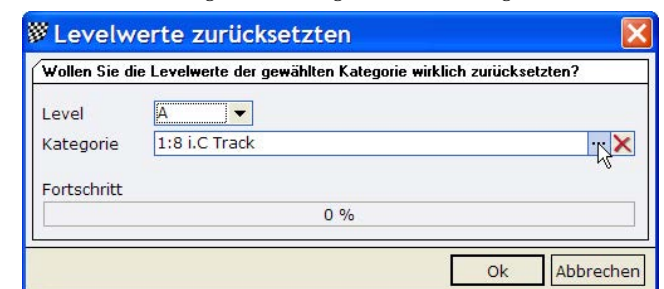 Levelwerte zurücksetzten
Wollen Sie die Levelwerte der gewählten Kategorie wirklich zurücksetzten?
Level A
Kategorie 1:8 i.C Track ...
Fortschritt
0 %
Ok Abbrechen